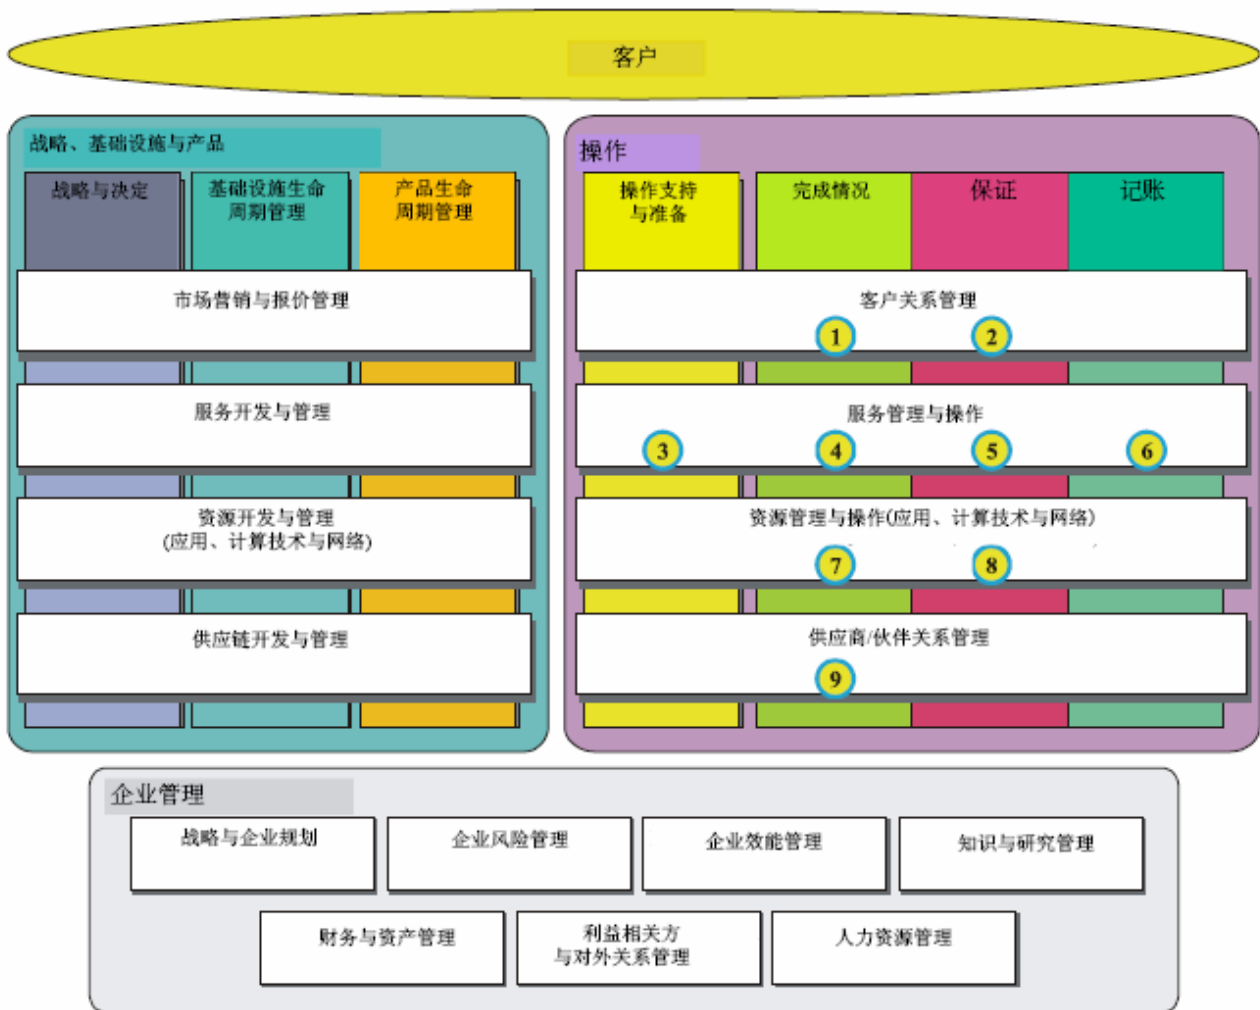 客户
战略、基础设施与产品
战略与决定
基础设施生命
周期管理
产品生命
周期管理
市场营销与报价管理
服务开发与管理
资源开发与管理
(应用、计算技术与网络)
供应链开发与管理
操作
操作支持
与准备
完成情况
保证
记账
客户关系管理
1
2
服务管理与操作
3
4
5
6
资源管理与操作(应用、计算技术与网络)
7
8
供应商/伙伴关系管理
9
企业管理
战略与企业规划
企业风险管理
企业效能管理
知识与研究管理
财务与资产管理
利益相关方
与对外关系管理
人力资源管理